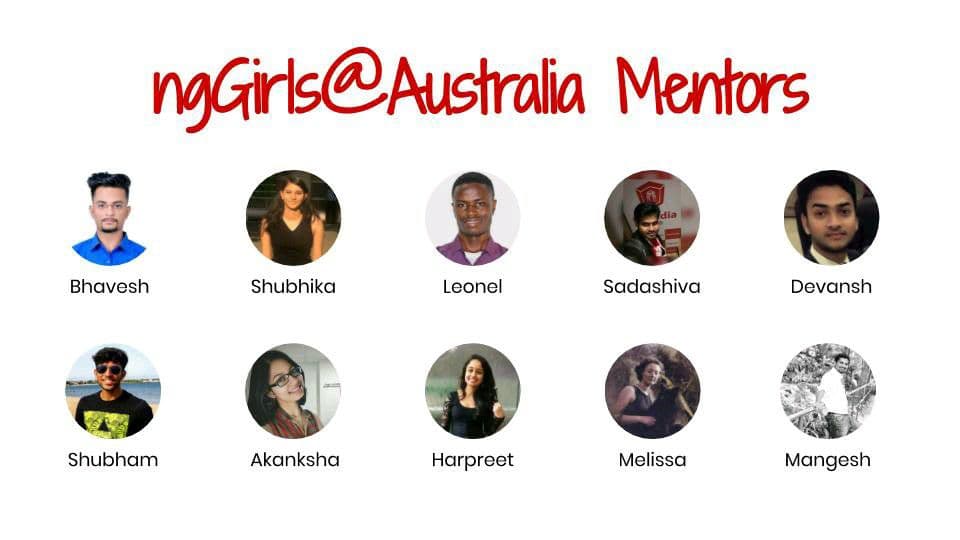 ngGirls@Australia Mentors
Bhavesh Shubhika Leonel Sadashiva Devansh
Shubham Akanksha Harpreet Melissa Mangesh